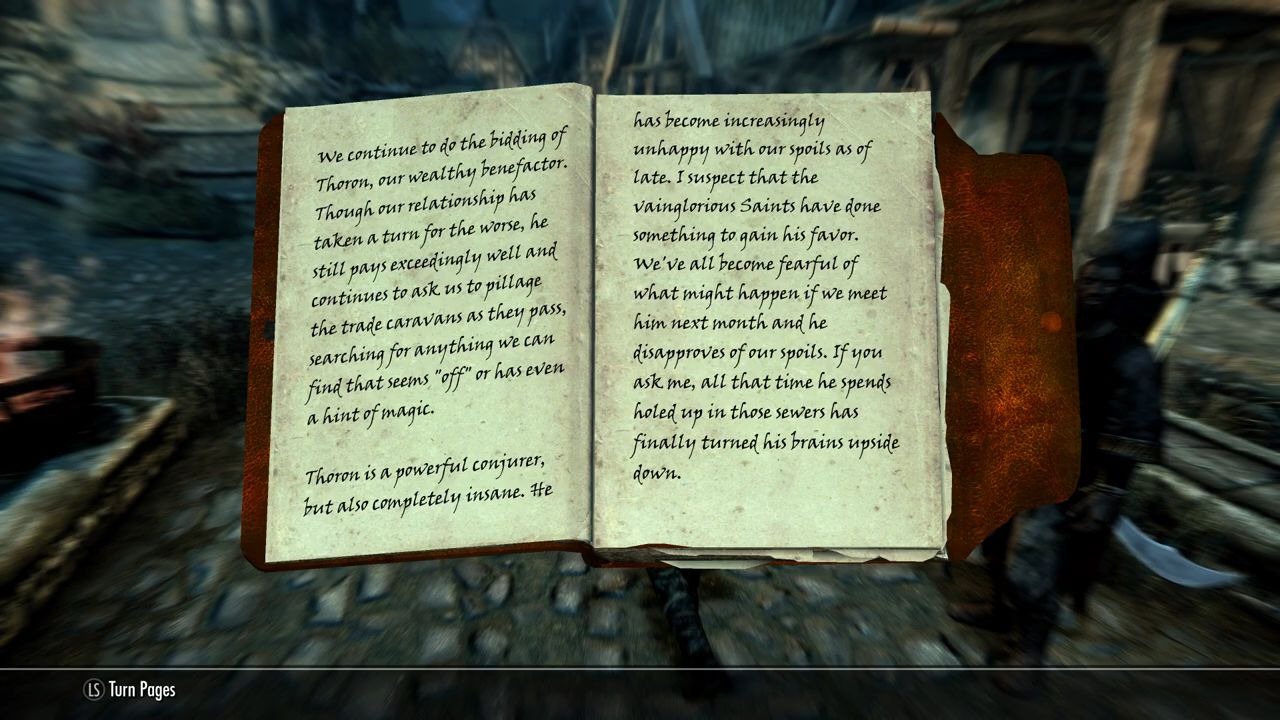 We continue to do the bidding of
Thoron, our wealthy benefactor.
Though our relationship has
taken a turn for the worse, he
still pays exceedingly well and
continues to ask us to pillage
the trade caravans as they pass,
searching for anything we can
find that seems "off" or has even
a hint of magic.
Thoron is a powerful conjurer,
but also completely insane. He
has become increasingly
unhappy with our spoils as of
late. I suspect that the
vainglorious Saints have done
something to gain his favor.
We've all become fearful of
what might happen if we meet
him next month and he
disapproves of our spoils. If you
ask me, all that time he spends
holed up in those sewers has
finally turned his brains upside
down.
LS Turn Pages